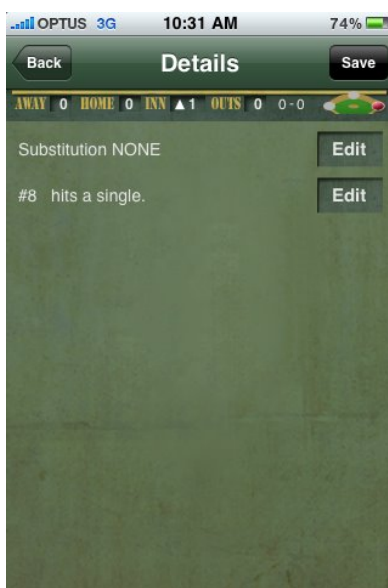 OPTUS 3G 10:31 AM 74%
Back Details Save
AWAY 0 HOME 0 INN ▲1 OUTS 0 0-0
Substitution NONE Edit
#8 hits a single. Edit